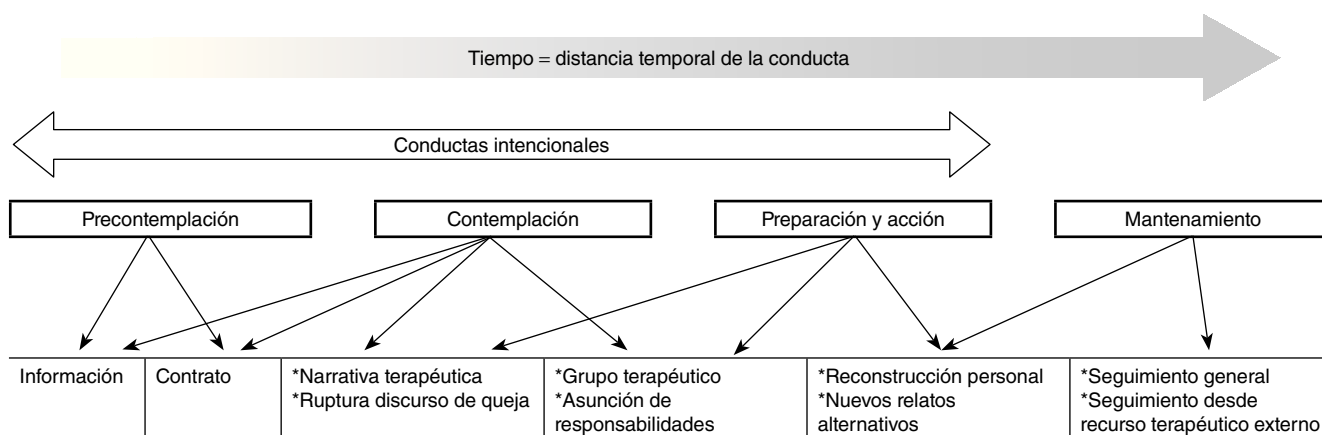 Tiempo = distancia temporal de la conducta
Conductas intencionales
Precontemplación
Contemplación
Preparación y acción
Mantenamiento
Información
Contrato
*Narrativa terapéutica
*Ruptura discurso de queja
*Grupo terapéutico
*Asunción de
responsabilidades
*Reconstrucción personal
*Nuevos relatos
alternativos
*Seguimiento general
*Seguimiento desde
recurso terapéutico externo